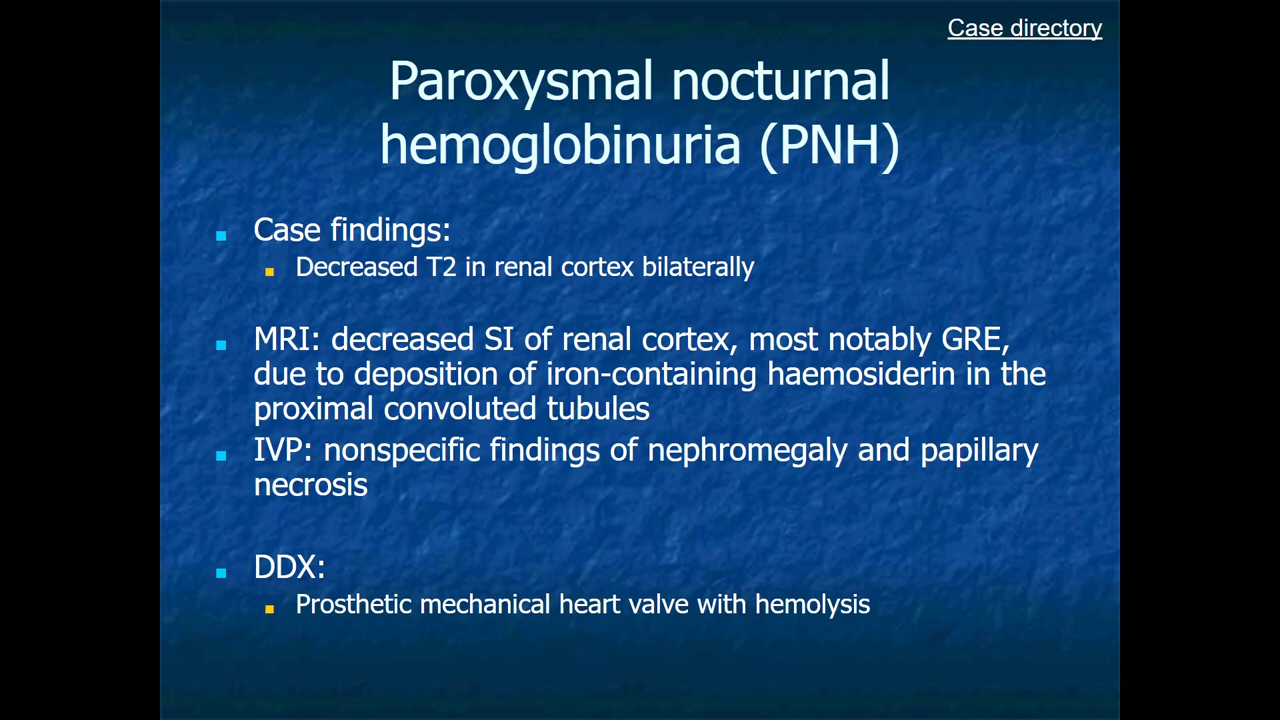 Case directory
Paroxysmal nocturnal
hemoglobinuria (PNH)
Case findings:
Decreased T2 in renal cortex bilaterally
MRI: decreased SI of renal cortex, most notably GRE,
due to deposition of iron-containing haemosiderin in the
proximal convoluted tubules
IVP: nonspecific findings of nephromegaly and papillary
necrosis
DDX:
Prosthetic mechanical heart valve with hemolysis